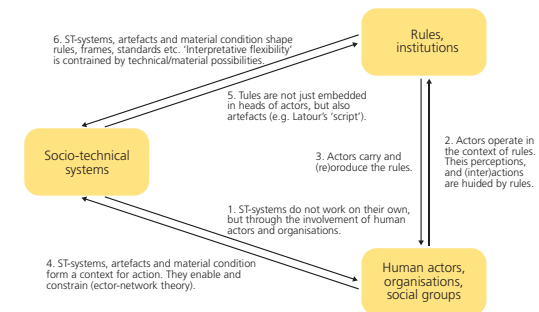 6. ST-systems, artefacts and material condition shape
rules, frames, standards etc. ‘Interpretative flexibility’
is contrained by technical/material possibilities.
Rules,
institutions
5. Tules are not just embedded
in heads of actors, but also
artefacts (e.g. Latour’s ‘script’).
2. Actors operate in
the context of rules.
Theis perceptions,
and (inter)actions
are huided by rules.
Socio-technical
systems
3. Actors carry and
(re)oroduce the rules.
1. ST-systems do not work on their own,
but through the involvement of human
actors and organisations.
4. ST-systems, artefacts and material condition
form a context for action. They enable and
constrain (ector-network theory).
Human actors,
organisations,
social groups